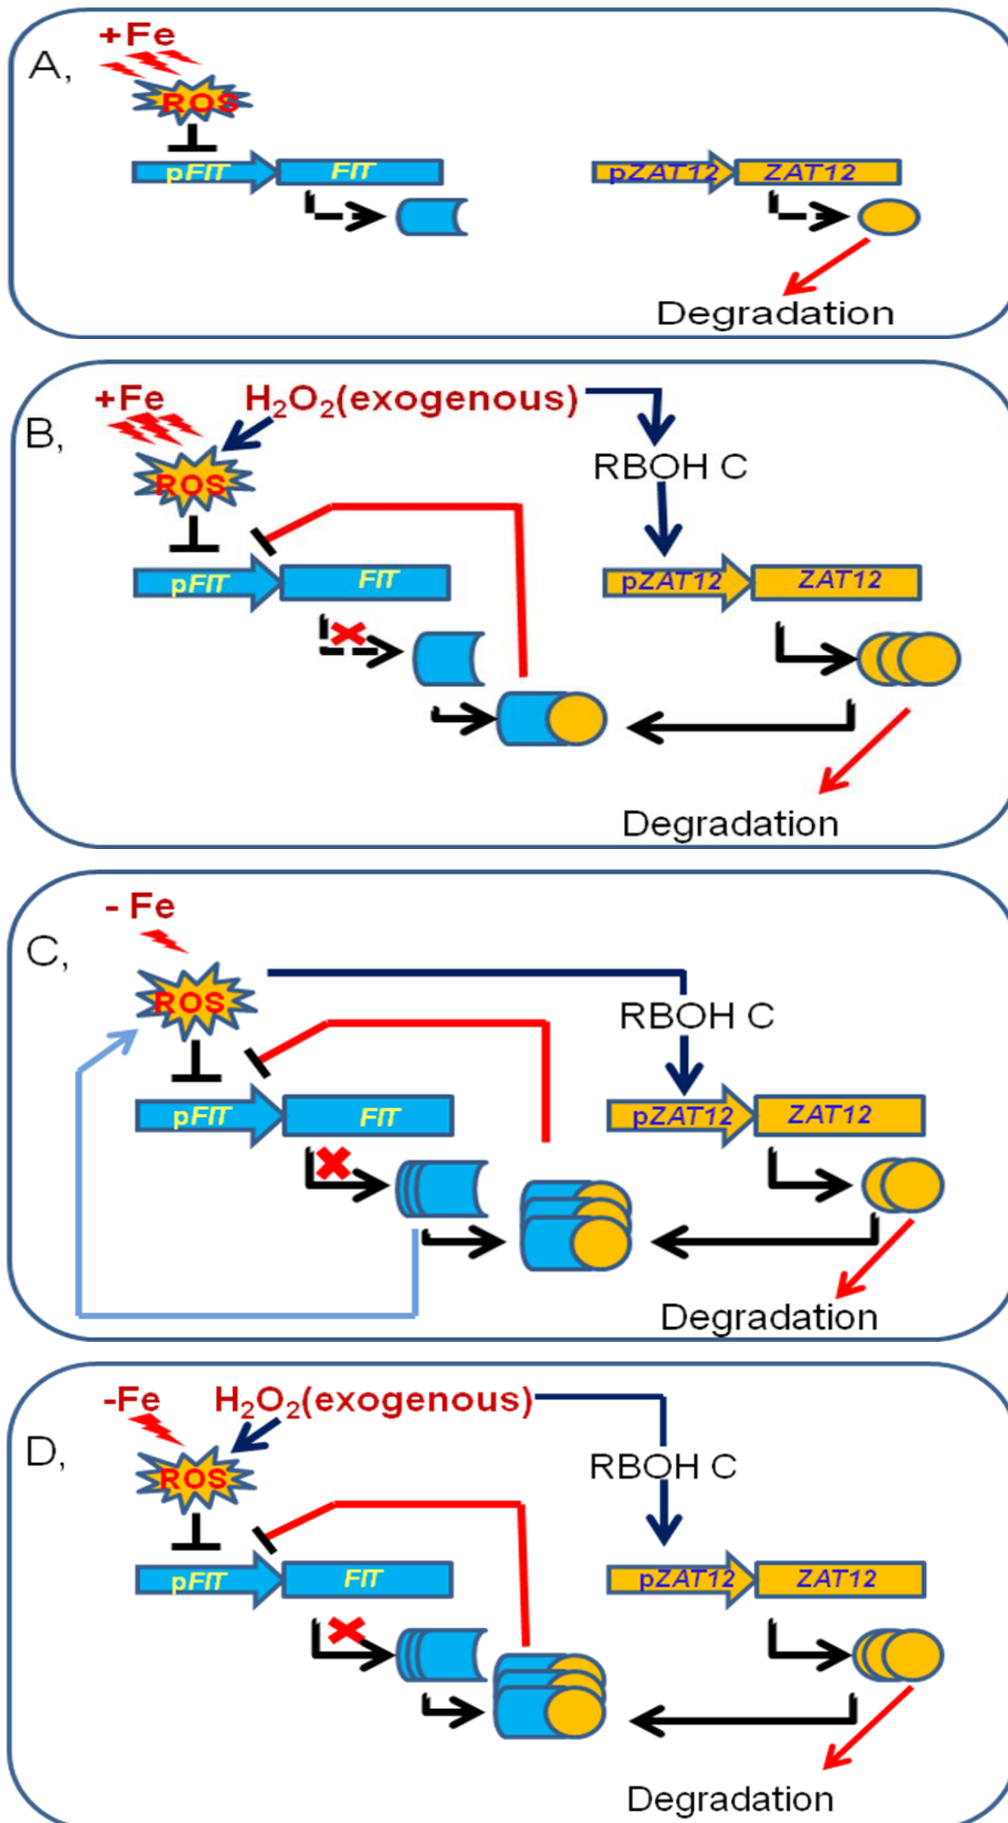 +Fe
A,
ROS
pFIT FIT pZAT12 ZAT12
Degradation
+Fe H₂O₂(exogenous)
B,
RBOH C
ROS
pFIT FIT pZAT12 ZAT12
Degradation
- Fe
C,
ROS
RBOH C
pFIT FIT pZAT12 ZAT12
Degradation
-Fe H₂O₂(exogenous)
D,
RBOH C
ROS
pFIT FIT pZAT12 ZAT12
Degradation